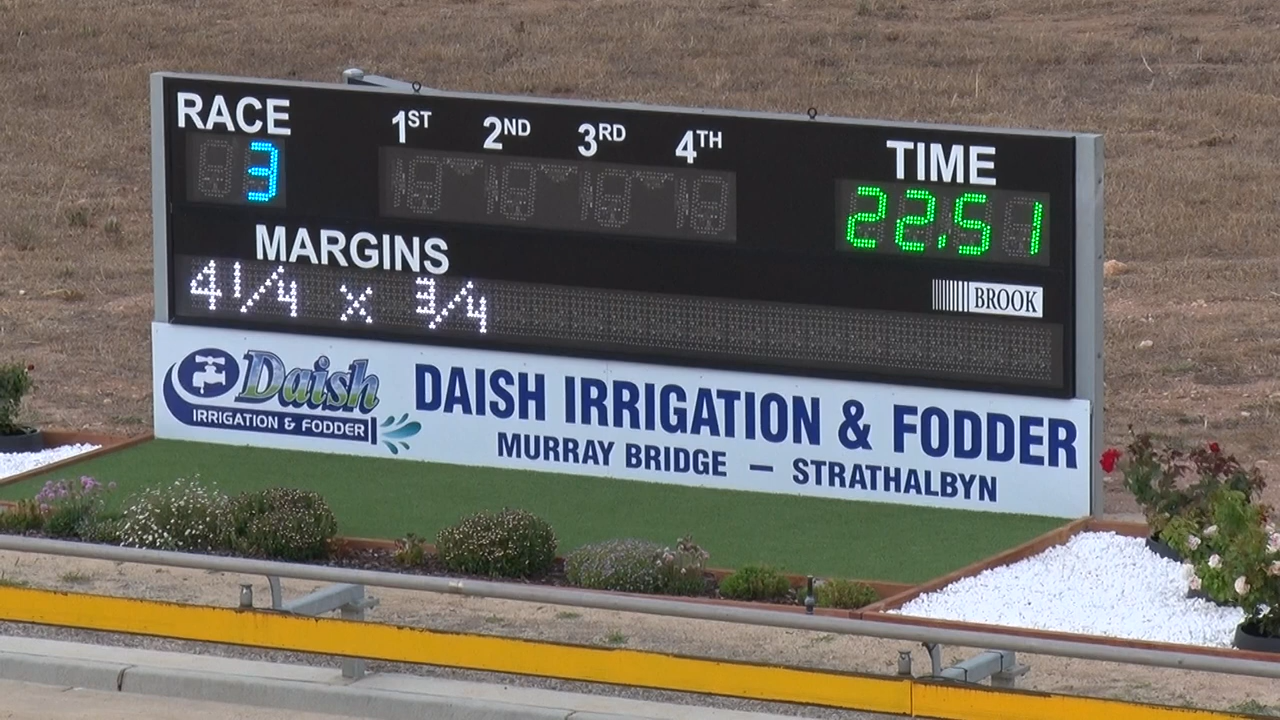 RACE 1ST 2ND 3RD 4TH TIME
3 22.51
MARGINS
4 1/4 x 3/4
BROOK
Daish
IRRIGATION & FODDER
DAISH IRRIGATION & FODDER
MURRAY BRIDGE – STRATHALBYN